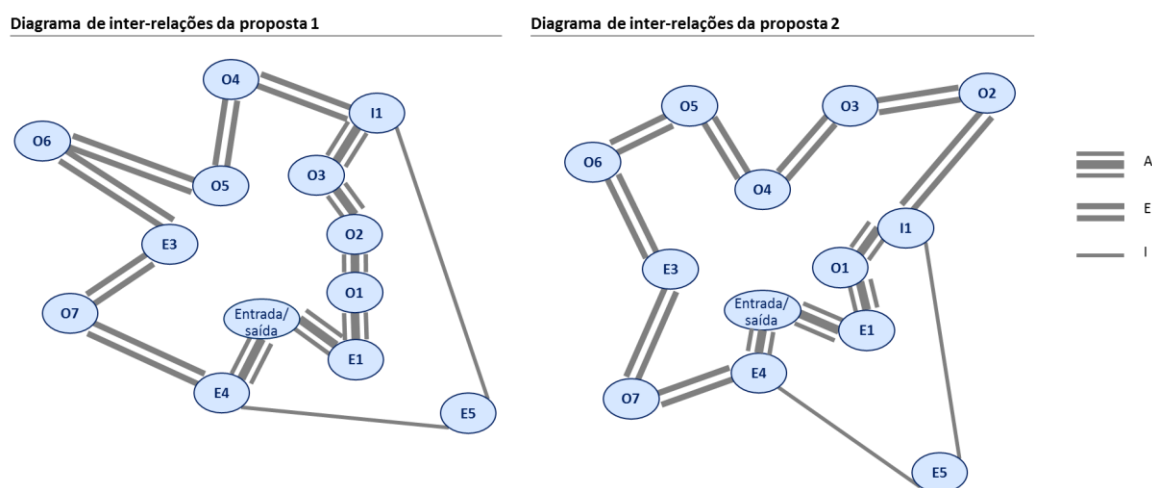 Diagrama de inter-relações da proposta 1
O4
I1
O6
O5
O3
O2
E3
O1
O7
Entrada/
saída
E1
E4
E5
Diagrama de inter-relações da proposta 2
O5
O3
O2
O6
O4
I1
E3
O1
Entrada/
saída
E1
E4
O7
E5
A
E
I